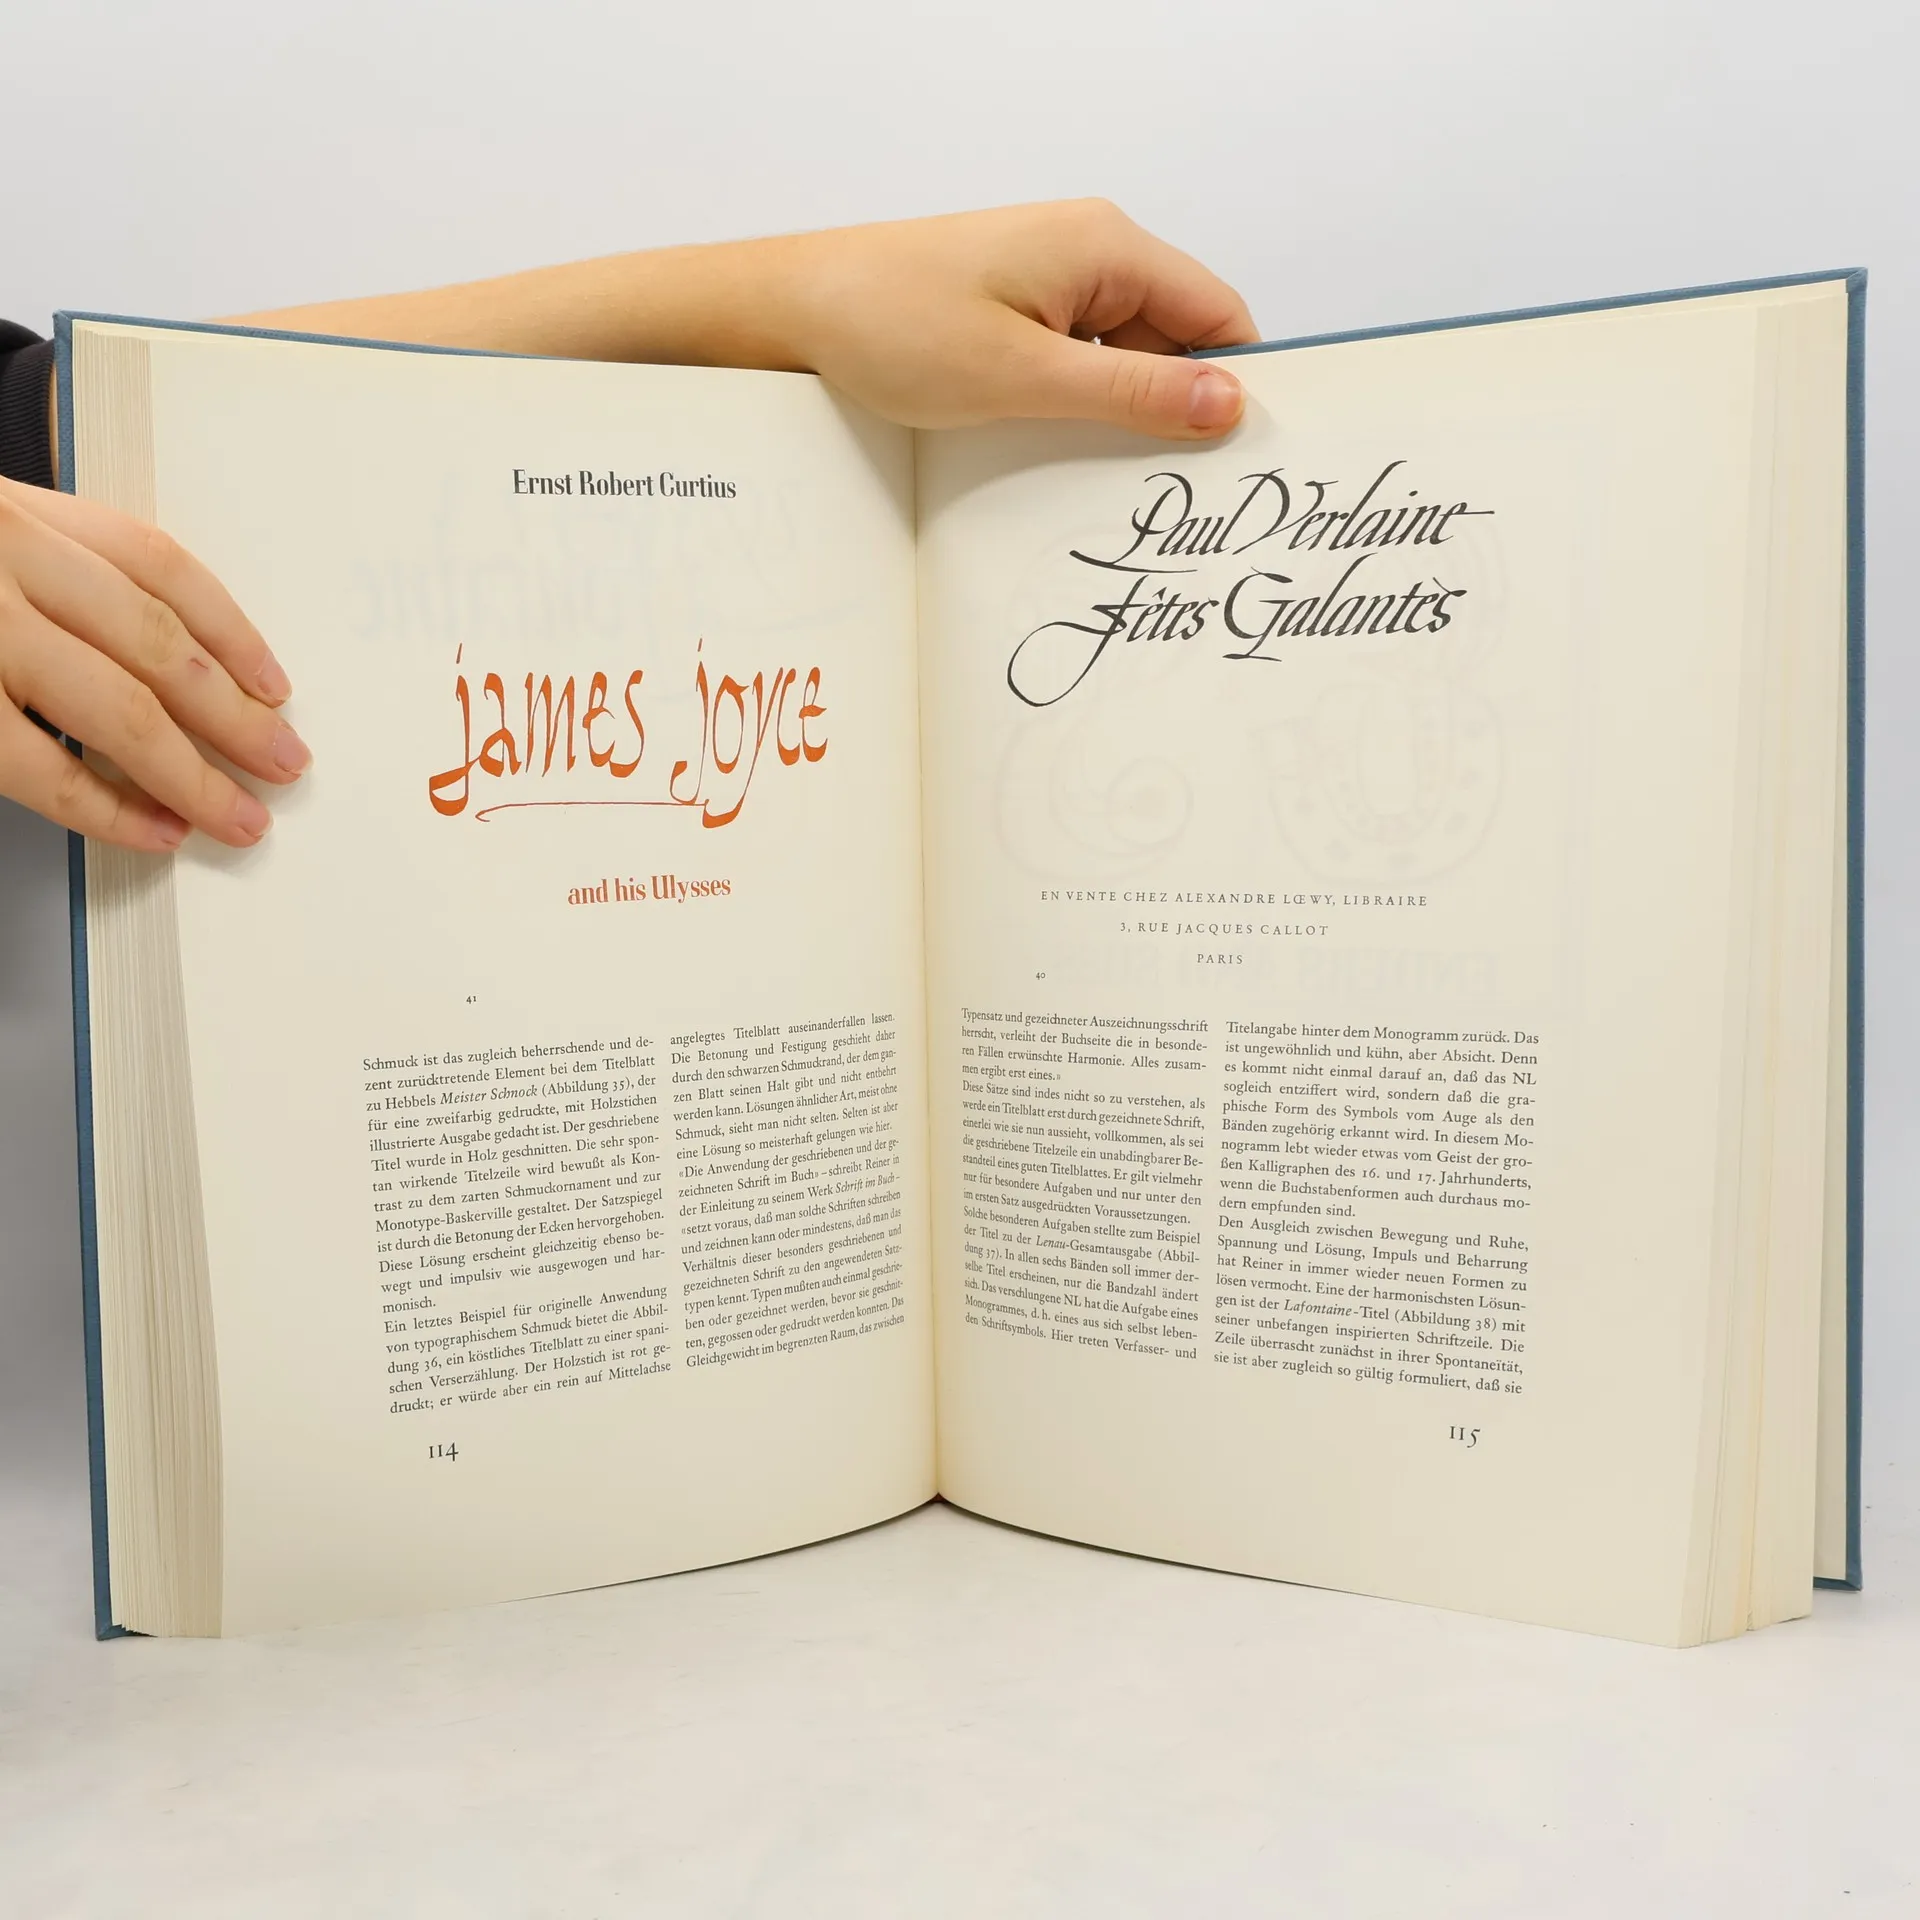 Ernst Robert Curtius
james joyce
and his Ulysses
41
Schmuck ist das zugleich beherrschende und de-
zent zurücktretende Element bei dem Titelblatt
zu Hebbels Meister Schnock (Abbildung 35), der
für eine zweifarbig gedruckte, mit Holzstichen
illustrierte Ausgabe gedacht ist. Der geschriebene
Titel wurde in Holz geschnitten. Die sehr spon-
tan wirkende Titelzeile wird bewußt als Kon-
trast zu dem zarten Schmuckornament und zur
Monotype-Baskerville gestaltet. Der Satzspiegel
ist durch die Betonung der Ecken hervorgehoben.
Diese Lösung erscheint gleichzeitig ebenso be-
wegt und impulsiv wie ausgewogen und har-
monisch.
Ein letztes Beispiel für originelle Anwendung
von typographischem Schmuck bietet die Abbil-
dung 36, ein köstliches Titelblatt zu einer spani-
schen Verserzählung. Der Holzstich ist rot ge-
druckt; er würde aber ein rein auf Mittelachse
angelegtes Titelblatt auseinanderfallen lassen.
Die Betonung und Festigung geschieht daher
durch den schwarzen Schmuckrand, der dem gan-
zen Blatt seinen Halt gibt und nicht entbehrt
werden kann. Lösungen ähnlicher Art, meist ohne
Schmuck, sieht man nicht selten. Selten ist aber
eine Lösung so meisterhaft gelungen wie hier.
«Die Anwendung der geschriebenen und der ge-
zeichneten Schrift im Buch» – schreibt Reiner in
der Einleitung zu seinem Werk Schrift im Buch –
«setzt voraus, daß man solche Schriften schreiben
und zeichnen kann oder mindestens, daß man das
Verhältnis dieser besonders geschriebenen und
gezeichneten Schrift zu den angewendeten Satz-
typen kennt. Typen mußten auch einmal geschrie-
ben oder gezeichnet werden, bevor sie geschnit-
ten, gegossen oder gedruckt werden konnten. Das
Gleichgewicht im begrenzten Raum, das zwischen
114
Paul Verlaine
Fêtes Galantès
EN VENTE CHEZ ALEXANDRE LŒWY, LIBRAIRE
3, RUE JACQUES CALLOT
PARIS
40
Typensatz und gezeichneter Auszeichnungsschrift
herrscht, verleiht der Buchseite die in besonde-
ren Fällen erwünschte Harmonie. Alles zusam-
men ergibt erst eines.»
Diese Sätze sind indes nicht so zu verstehen, als
werde ein Titelblatt erst durch gezeichnete Schrift,
einerlei wie sie nun aussieht, vollkommen, als sei
die geschriebene Titelzeile ein unabdingbarer Be-
standteil eines guten Titelblattes. Er gilt vielmehr
nur für besondere Aufgaben und nur unter den
im ersten Satz ausgedrückten Voraussetzungen.
Solche besonderen Aufgaben stellte zum Beispiel
der Titel zu der Lenau-Gesamtausgabe (Abbil-
dung 37). In allen sechs Bänden soll immer der-
selbe Titel erscheinen, nur die Bandzahl ändert
sich. Das verschlungene NL hat die Aufgabe eines
Monogrammes, d. h. eines aus sich selbst leben-
den Schriftsymbols. Hier treten Verfasser- und
Titelangabe hinter dem Monogramm zurück. Das
ist ungewöhnlich und kühn, aber Absicht. Denn
es kommt nicht einmal darauf an, daß das NL
sogleich entziffert wird, sondern daß die gra-
phische Form des Symbols vom Auge als den
Bänden zugehörig erkannt wird. In diesem Mo-
nogramm lebt wieder etwas vom Geist der gro-
ßen Kalligraphen des 16. und 17. Jahrhunderts,
wenn die Buchstabenformen auch durchaus mo-
dern empfunden sind.
Den Ausgleich zwischen Bewegung und Ruhe,
Spannung und Lösung, Impuls und Beharrung
hat Reiner in immer wieder neuen Formen zu
lösen vermocht. Eine der harmonischsten Lösun-
gen ist der Lafontaine-Titel (Abbildung 38) mit
seiner unbefangen inspirierten Schriftzeile. Die
Zeile überrascht zunächst in ihrer Spontaneïtät,
sie ist aber zugleich so gültig formuliert, daß sie
115